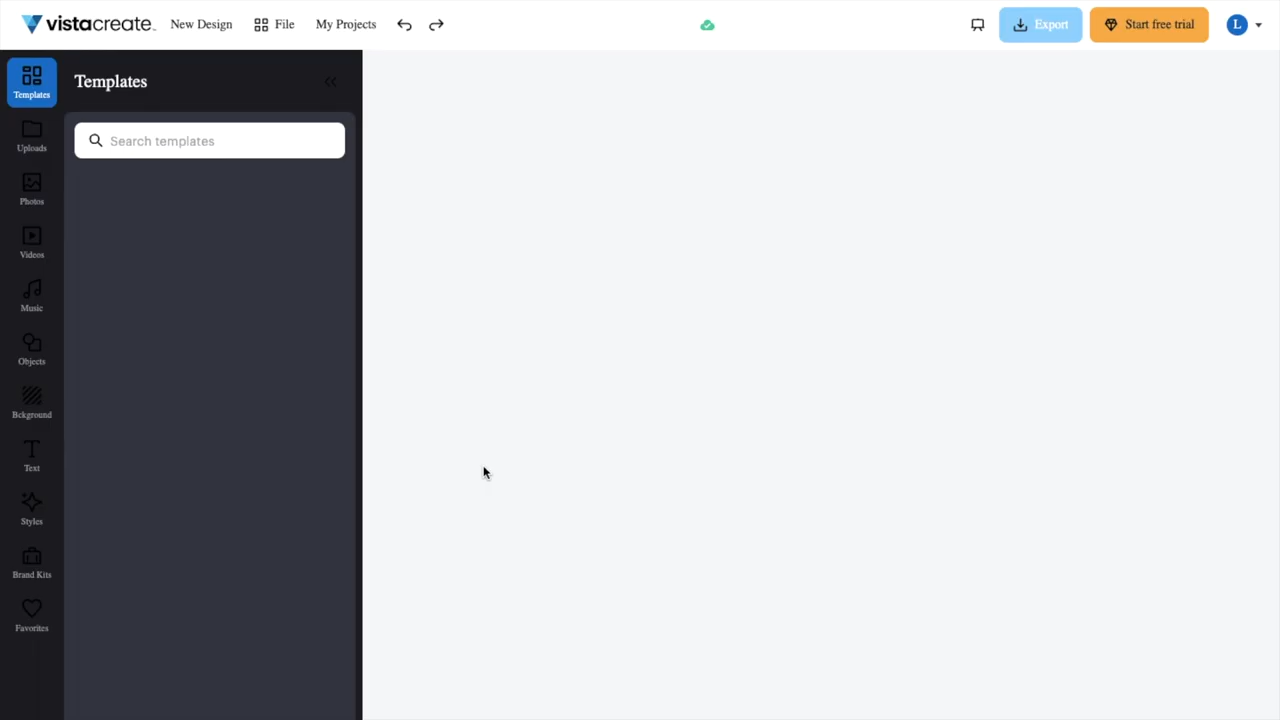 vistacreate
New Design
File
My Projects
Export
Start free trial
L
Templates
Templates
Search templates
Uploads
Photos
Videos
Music
Objects
Bckground
Text
Styles
Brand Kits
Favorites